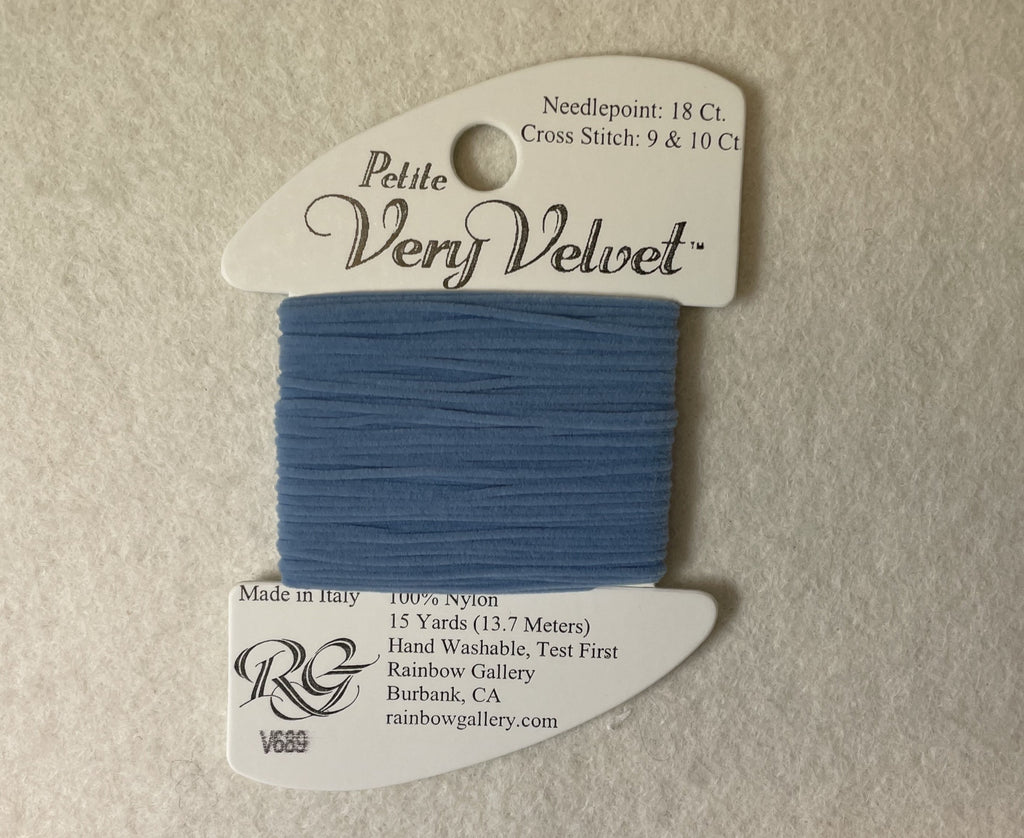 Needlepoint: 18 Ct.
Cross Stitch: 9 & 10 Ct
Petite
Very Velvet™
Made in Italy
100% Nylon
15 Yards (13.7 Meters)
Hand Washable, Test First
Rainbow Gallery
Burbank, CA
rainbowgallery.com
RG
V689